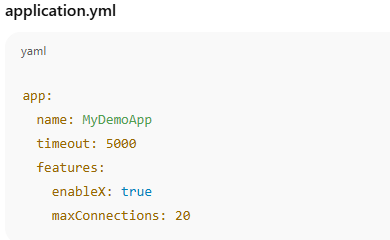 application.yml
yaml
app:
  name: MyDemoApp
  timeout: 5000
  features:
    enableX: true
    maxConnections: 20